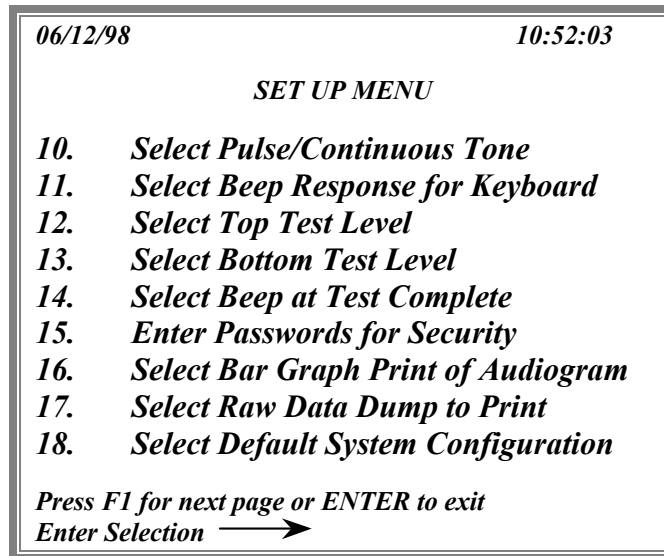 06/12/98 10:52:03
SET UP MENU
10. Select Pulse/Continuous Tone
11. Select Beep Response for Keyboard
12. Select Top Test Level
13. Select Bottom Test Level
14. Select Beep at Test Complete
15. Enter Passwords for Security
16. Select Bar Graph Print of Audiogram
17. Select Raw Data Dump to Print
18. Select Default System Configuration
Press F1 for next page or ENTER to exit
Enter Selection